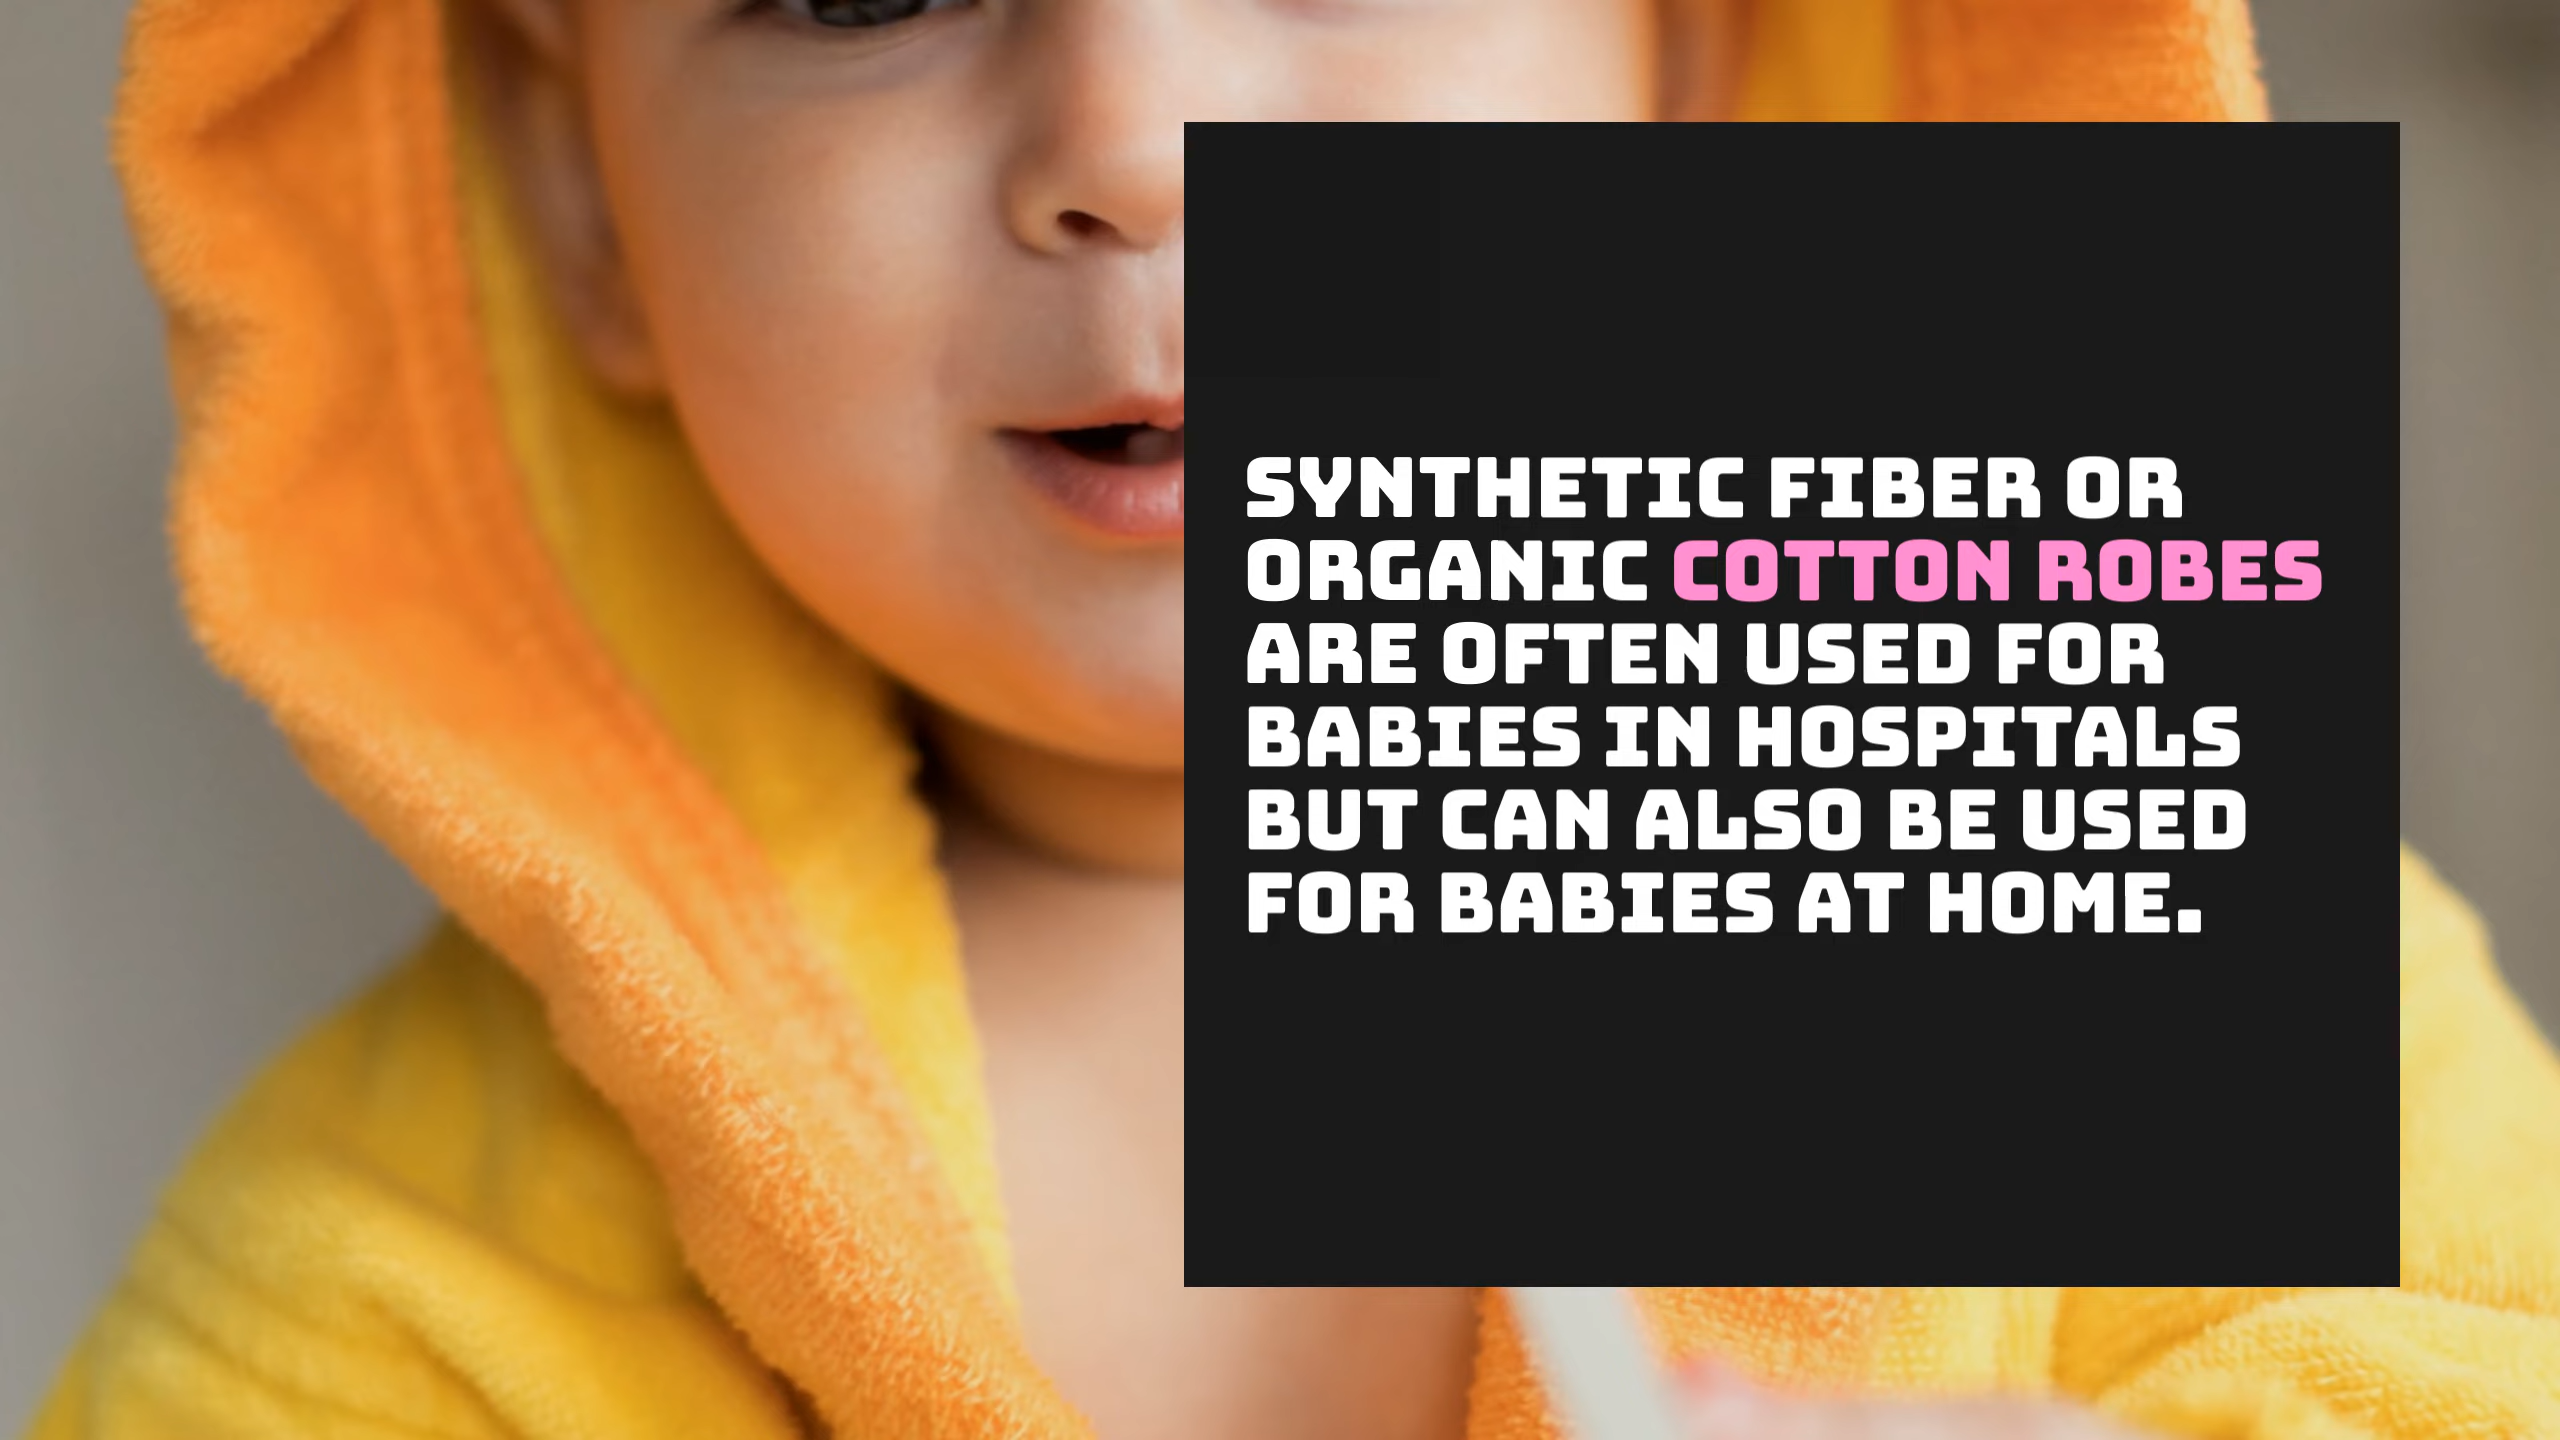 SYNTHETIC FIBER OR
ORGANIC COTTON ROBES
ARE OFTEN USED FOR
BABIES IN HOSPITALS
BUT CAN ALSO BE USED
FOR BABIES AT HOME.